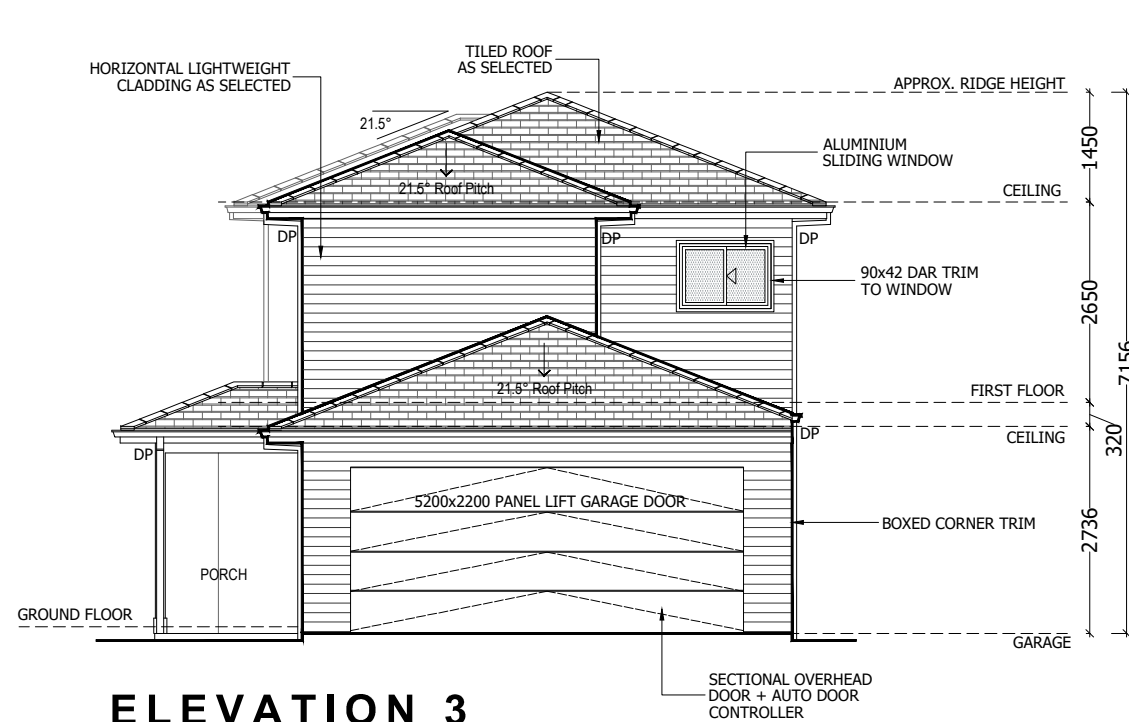 TILED ROOF
AS SELECTED
HORIZONTAL LIGHTWEIGHT
CLADDING AS SELECTED
APPROX. RIDGE HEIGHT
21.5°
1450
ALUMINIUM
SLIDING WINDOW
21.5° Roof Pitch
CEILING
DP
DP
DP
90x42 DAR TRIM
TO WINDOW
2650
7156
21.5° Roof Pitch
FIRST FLOOR
DP
DP
CEILING
320
5200x2200 PANEL LIFT GARAGE DOOR
BOXED CORNER TRIM
2736
PORCH
GROUND FLOOR
GARAGE
SECTIONAL OVERHEAD
DOOR + AUTO DOOR
CONTROLLER
ELEVATION 3